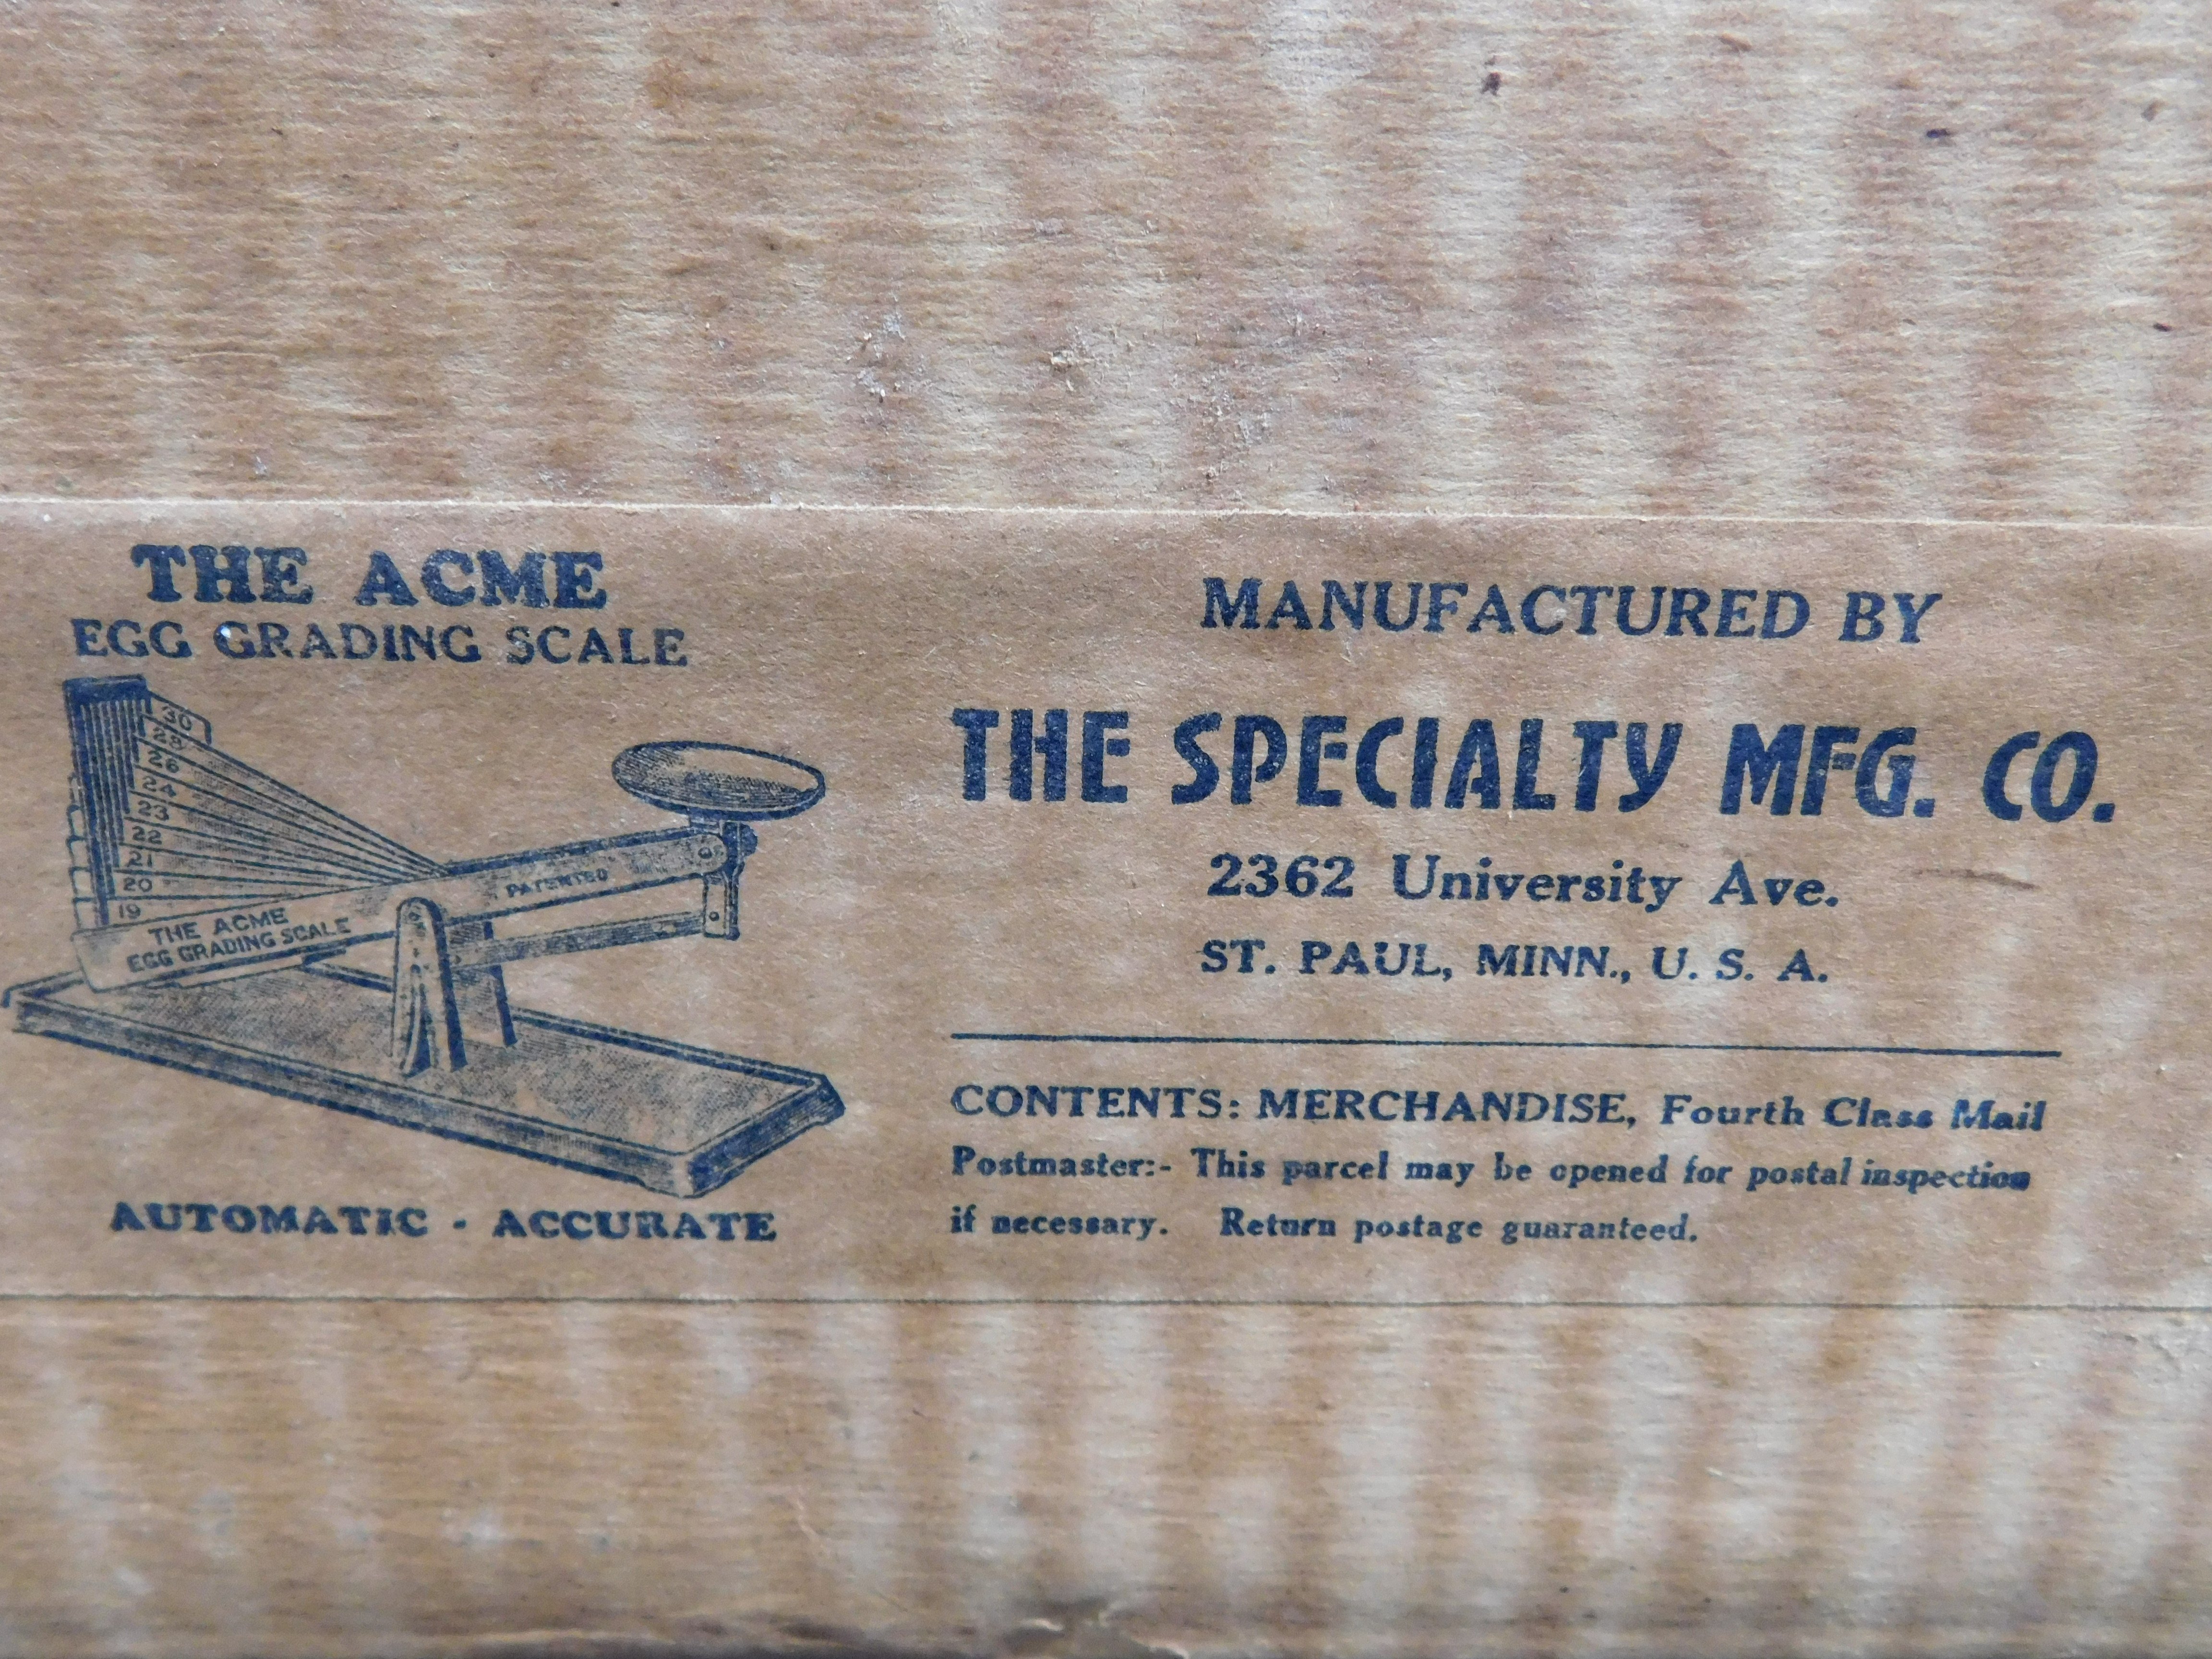 THE ACME
EGG GRADING SCALE
30
28
26
24
23
22
21
20
19
THE ACME
EGG GRADING SCALE
PATENTED
AUTOMATIC - ACCURATE
MANUFACTURED BY
THE SPECIALTY MFG. CO.
2362 University Ave.
ST. PAUL, MINN., U. S. A.
CONTENTS: MERCHANDISE, Fourth Class Mail
Postmaster:- This parcel may be opened for postal inspection
if necessary. Return postage guaranteed.